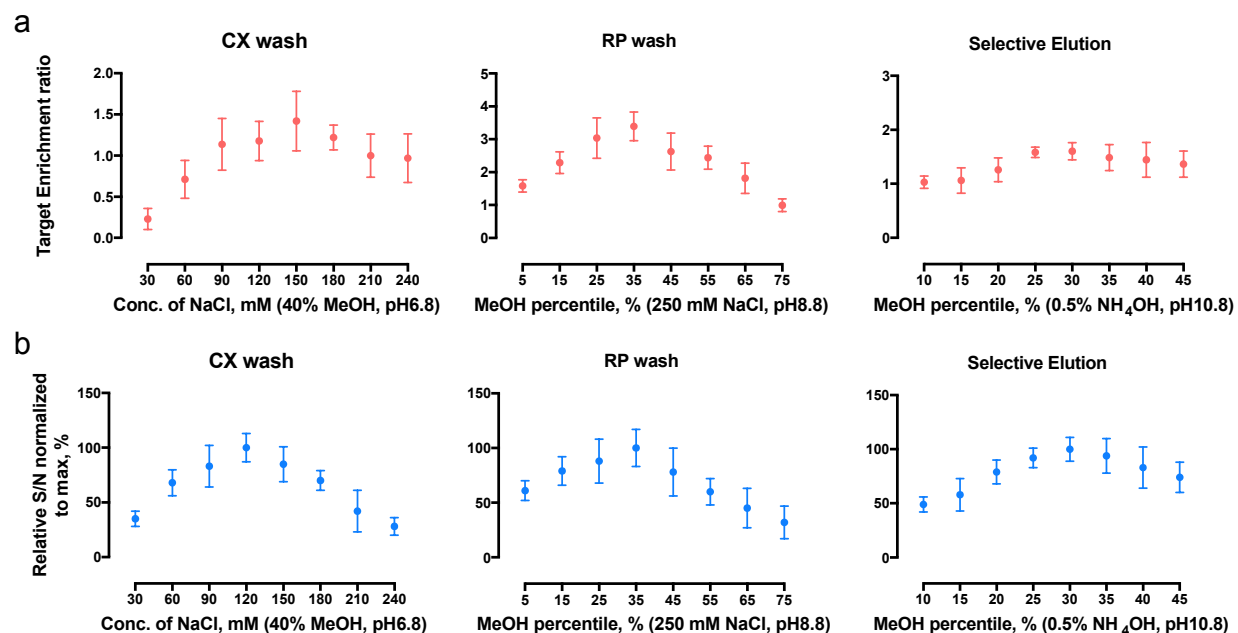 a
CX wash
RP wash
Selective Elution
Target Enrichment ratio
2.0
1.5
1.0
0.5
0.0
30 60 90 120 150 180 210 240
Conc. of NaCl, mM (40% MeOH, pH6.8)
5
4
3
2
1
0
5 15 25 35 45 55 65 75
MeOH percentile, % (250 mM NaCl, pH8.8)
3
2
1
0
10 15 20 25 30 35 40 45
MeOH percentile, % (0.5% NH4OH, pH10.8)
b
CX wash
RP wash
Selective Elution
Relative S/N normalized
to max, %
150
100
50
0
30 60 90 120 150 180 210 240
Conc. of NaCl, mM (40% MeOH, pH6.8)
150
100
50
0
5 15 25 35 45 55 65 75
MeOH percentile, % (250 mM NaCl, pH8.8)
150
100
50
0
10 15 20 25 30 35 40 45
MeOH percentile, % (0.5% NH4OH, pH10.8)